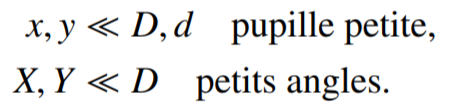 x, y ≪ D, d pupille petite,
X, Y ≪ D petits angles.